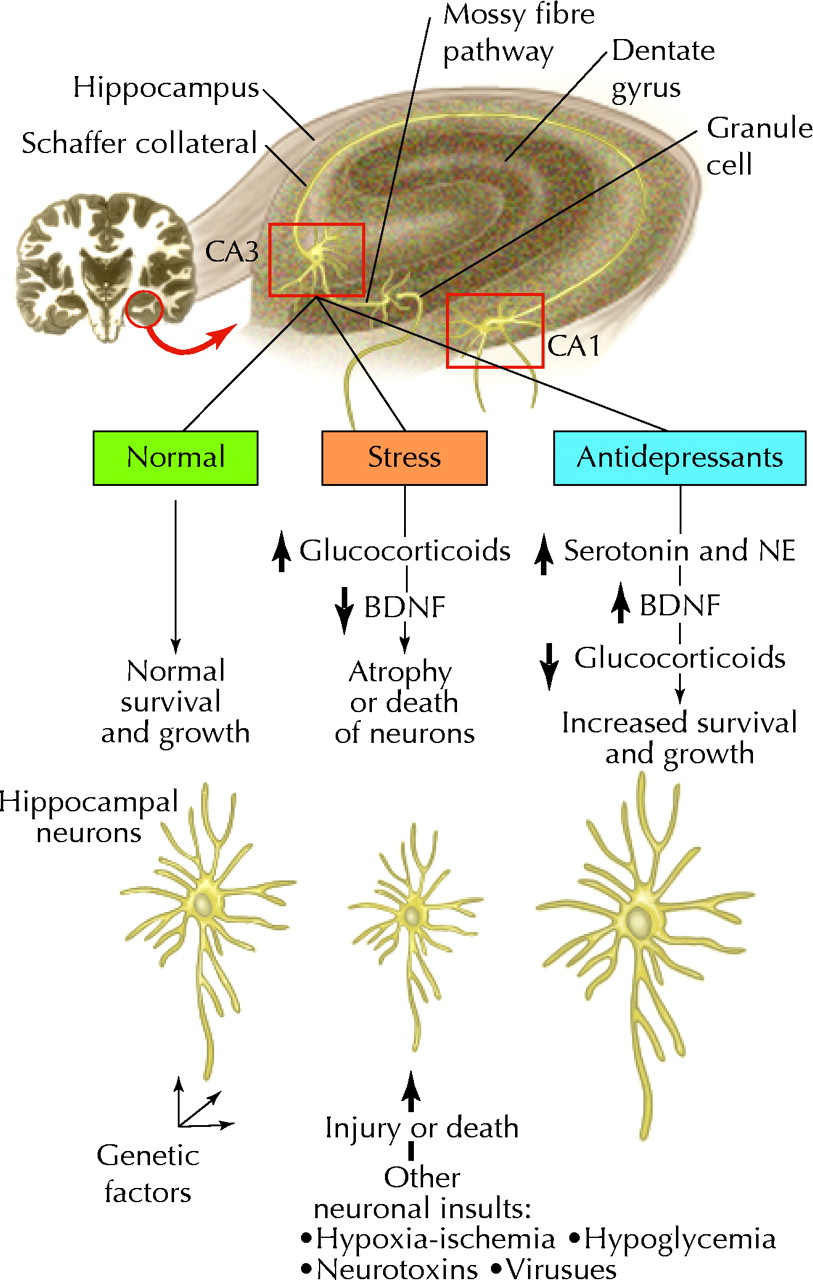 Mossy fibre
pathway
Dentate
gyrus
Hippocampus
Granule
cell
Schaffer collateral
CA3
CA1
Normal
Stress
Antidepressants
Glucocorticoids
BDNF
Atrophy
or death
of neurons
Serotonin and NE
BDNF
Glucocorticoids
Increased survival
and growth
Normal
survival
and growth
Hippocampal
neurons
Genetic
factors
Injury or death
Other
neuronal insults:
•Hypoxia-ischemia •Hypoglycemia
•Neurotoxins •Virusues